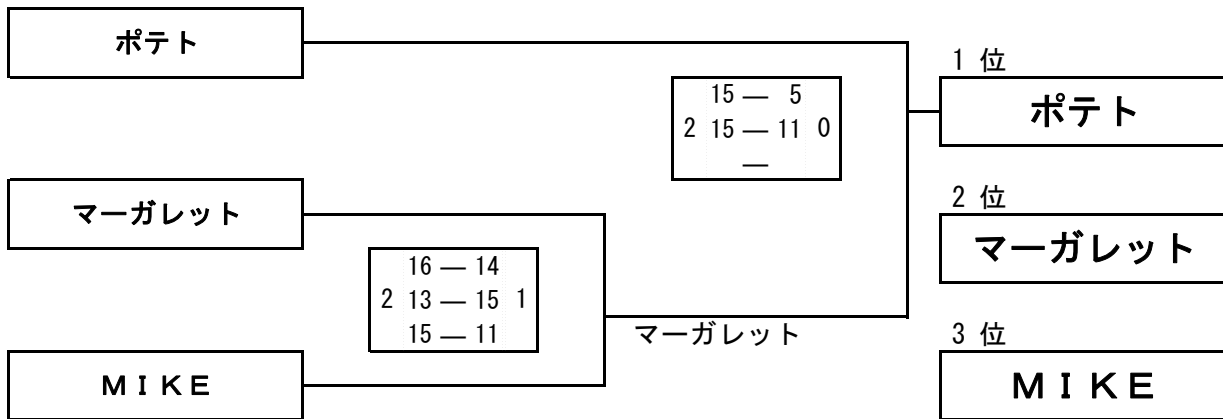 ポテト
1 位
15 ― 5
ポテト
2 15 ― 11 0
―
2 位
マーガレット
マーガレット
16 ― 14
2 13 ― 15 1
15 ― 11
マーガレット
3 位
ＭＩＫＥ
ＭＩＫＥ